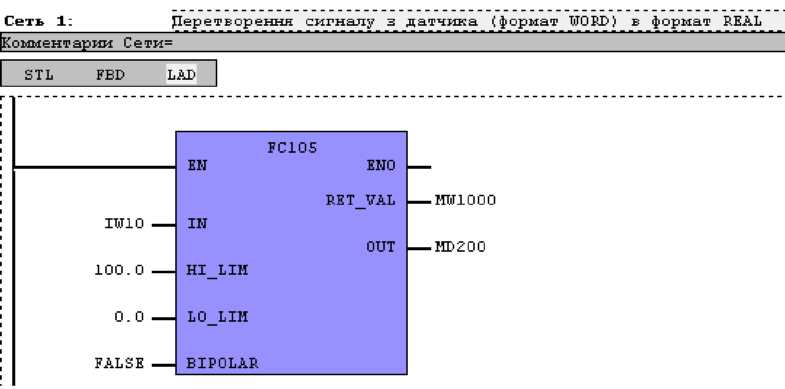 Сеть 1: Перетворення сигналу з датчика (формат WORD) в формат REAL
Комментарии Сети=
STL FBD LAD
FC105
EN ENO
RET_VAL MW1000
IW10 IN
OUT MD200
100.0 HI_LIM
0.0 LO_LIM
FALSE BIPOLAR